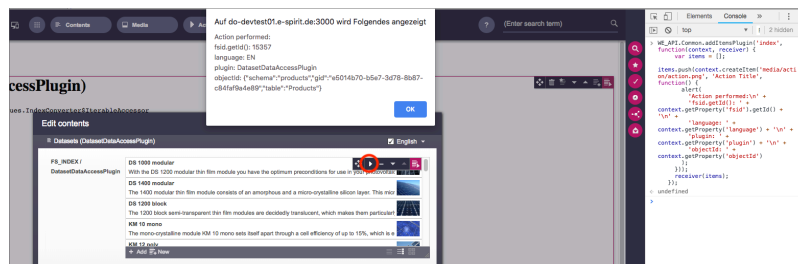 Contents
Media
Ac
Auf do-devtest01.e-spirit.de:3000 wird Folgendes angezeigt
Action performed:
fsid.getId(): 15357
language: EN
plugin: DatasetDataAccessPlugin
objectId: {"schema":"products","gid":"e5014b70-b5e7-3d78-8b87-
c84faf9a4e89","table":"Products"}
OK
?
(Enter search term)
cessPlugin)
ues.IndexConverter$IterableAccessor
Edit contents
Datasets (DatasetDataAccessPlugin)
English
FS_INDEX /
DatasetDataAccessPlugin
DS 1000 modular
With the DS 1200 modular thin film module you have the optimum preconditions for use in your photovoltai
DS 1400 modular
The 1400 modular thin film module consists of an amorphous and a micro-crystalline silicon layer. This micr
DS 1200 block
The 1200 block semi-transparent thin film modules are decidedly translucent, which makes them particularl
KM 10 mono
The mono-crystalline module KM 10 mono sets itself apart through a cell efficiency of up to 15%, which is e
KM 12 poly
+ Add
New
Elements
Console
»
top
2 hidden
> WE_API.Common.addItemsPlugin('index',
function(context, receiver) {
var items = [];
items.push(context.createItem('media/acti
on/action.png', 'Action Title',
function() {
alert(
'Action performed:\n' +
'fsid.getId(): ' +
context.getProperty('fsid').getId() +
'\n' +
'language: ' +
context.getProperty('language') + '\n' +
'plugin: ' +
context.getProperty('plugin') + '\n' +
'objectId: ' +
context.getProperty('objectId')
);
}));
receiver(items);
});
undefined
>